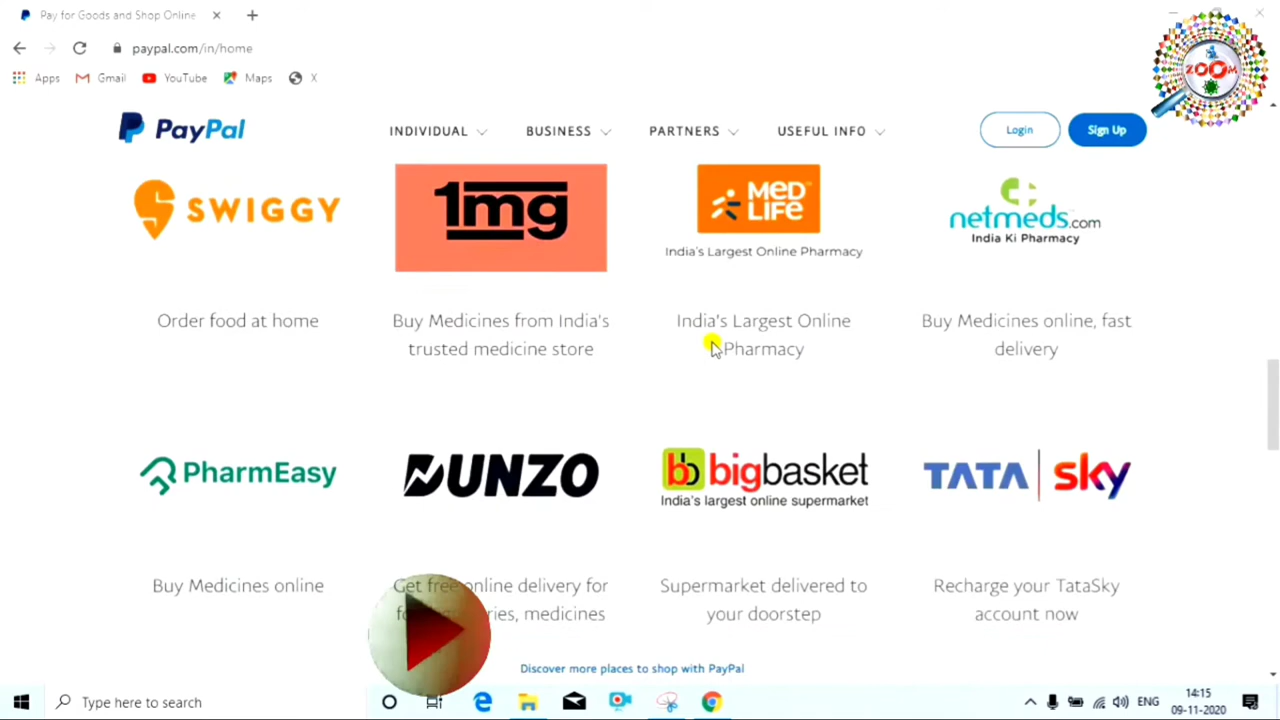 Pay for Goods and Shop Online
paypal.com/in/home
Apps Gmail YouTube Maps X
ZOOM
PayPal INDIVIDUAL BUSINESS PARTNERS USEFUL INFO Login Sign Up
SWIGGY
1mg
MED
LIFE
India's Largest Online Pharmacy
netmeds.com
India Ki Pharmacy
Order food at home
Buy Medicines from India's
trusted medicine store
India's Largest Online
Pharmacy
Buy Medicines online, fast
delivery
PharmEasy
DUNZO
bb bigbasket
India's largest online supermarket
TATA sky
Buy Medicines online
Get free online delivery for
medicines
Supermarket delivered to
your doorstep
Recharge your TataSky
account now
Discover more places to shop with PayPal
Type here to search
ENG
14:15
09-11-2020